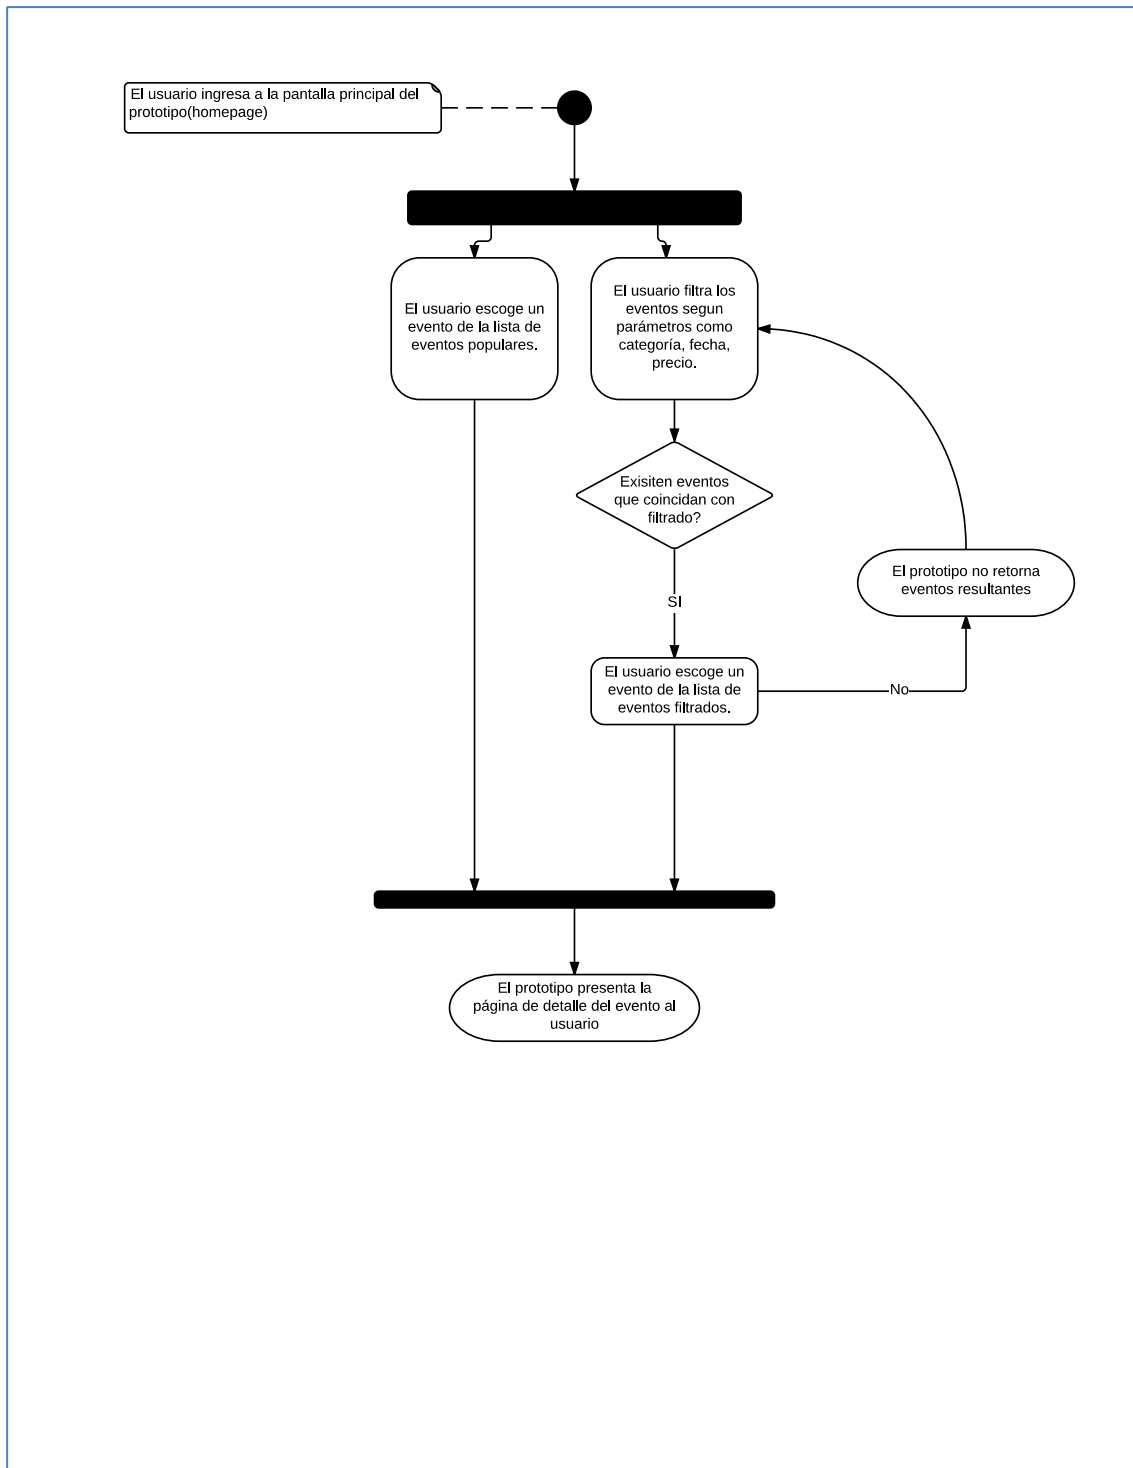 El usuario ingresa a la pantalla principal del
prototipo(homepage)
El usuario escoge un
evento de la lista de
eventos populares.
El usuario filtra los
eventos segun
parámetros como
categoría, fecha,
precio.
Exisiten eventos
que coincidan con
filtrado?
El prototipo no retorna
eventos resultantes
SI
El usuario escoge un
evento de la lista de
eventos filtrados.
No
El prototipo presenta la
página de detalle del evento al
usuario